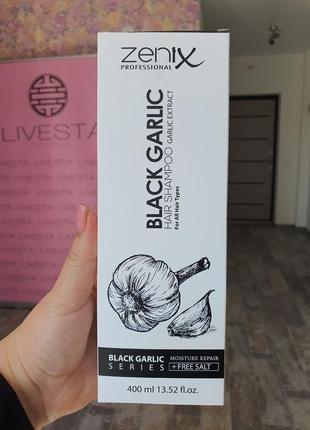 zenix
PROFESSIONAL
BLACK GARLIC
HAIR SHAMPOO GARLIC EXTRACT
For All Hair Types
BLACK GARLIC
SERIES
MOISTURE REPAIR
+FREE SALT
400 ml 13.52 fl.oz.
LIVESTA
LIVESTA